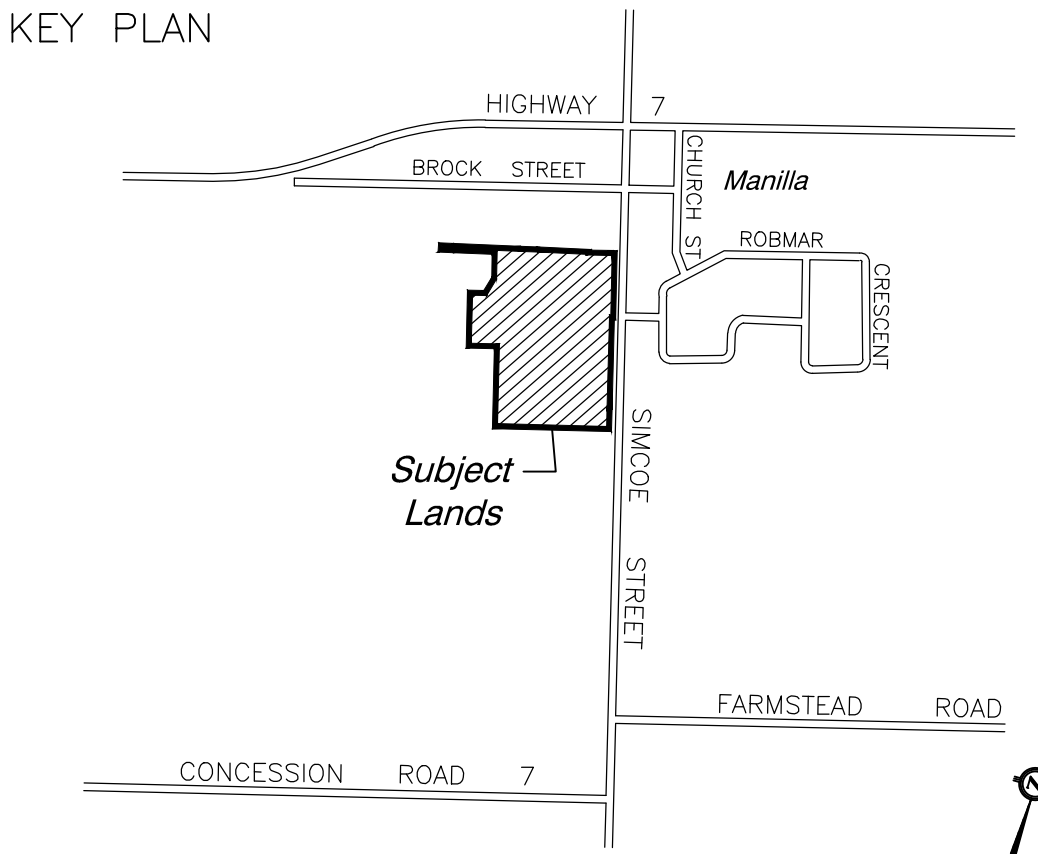 KEY PLAN
HIGHWAY 7
BROCK STREET
CHURCH ST
Manilla
ROBMAR
CRESCENT
SIMCOE
STREET
Subject
Lands
FARMSTEAD ROAD
CONCESSION ROAD 7
N